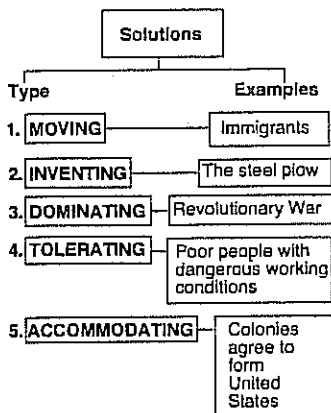 Solutions
Type Examples
1. MOVING Immigrants
2. INVENTING The steel plow
3. DOMINATING Revolutionary War
4. TOLERATING Poor people with
dangerous working
conditions
5. ACCOMMODATING Colonies
agree to
form
United
States